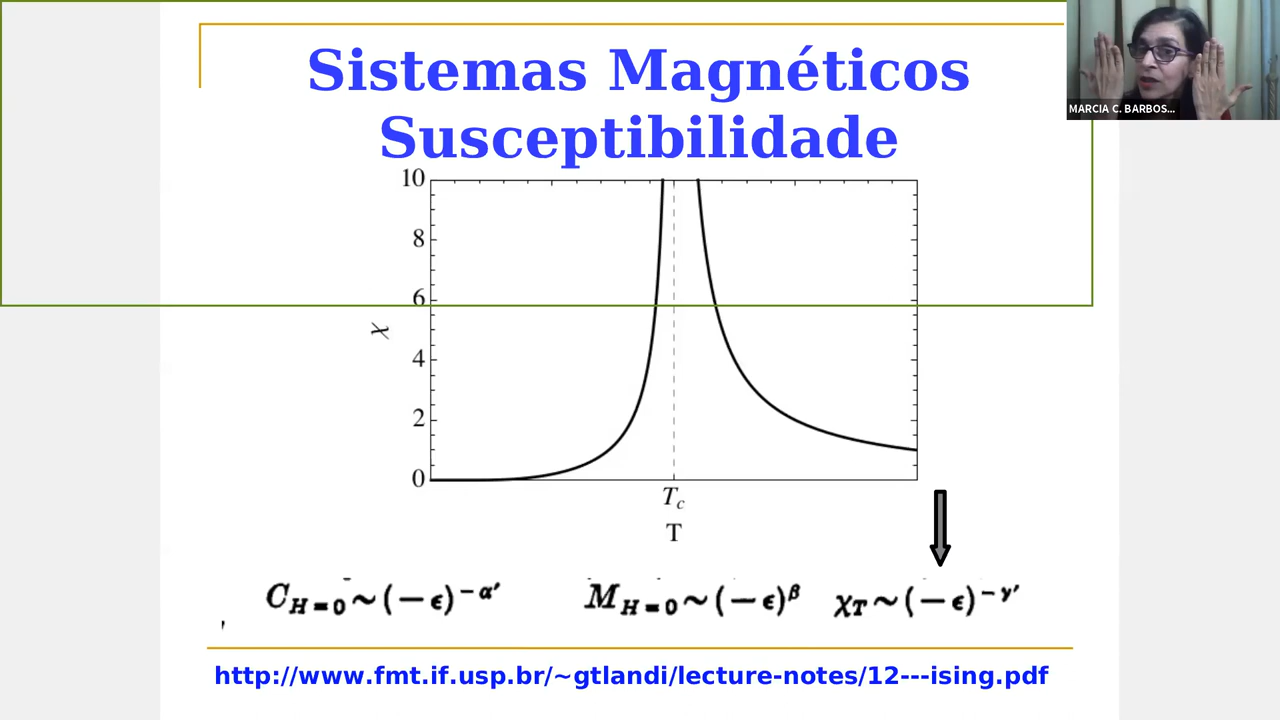 Sistemas Magnéticos
Susceptibilidade
MARCIA C. BARBOS...
10
8
6
4
2
0
χ
T_c
T
C_{H=0} ~ (−ϵ)^{−α'}
M_{H=0} ~ (−ϵ)^β
χ_T ~ (−ϵ)^{−γ'}
http://www.fmt.if.usp.br/~gtlandi/lecture-notes/12---ising.pdf